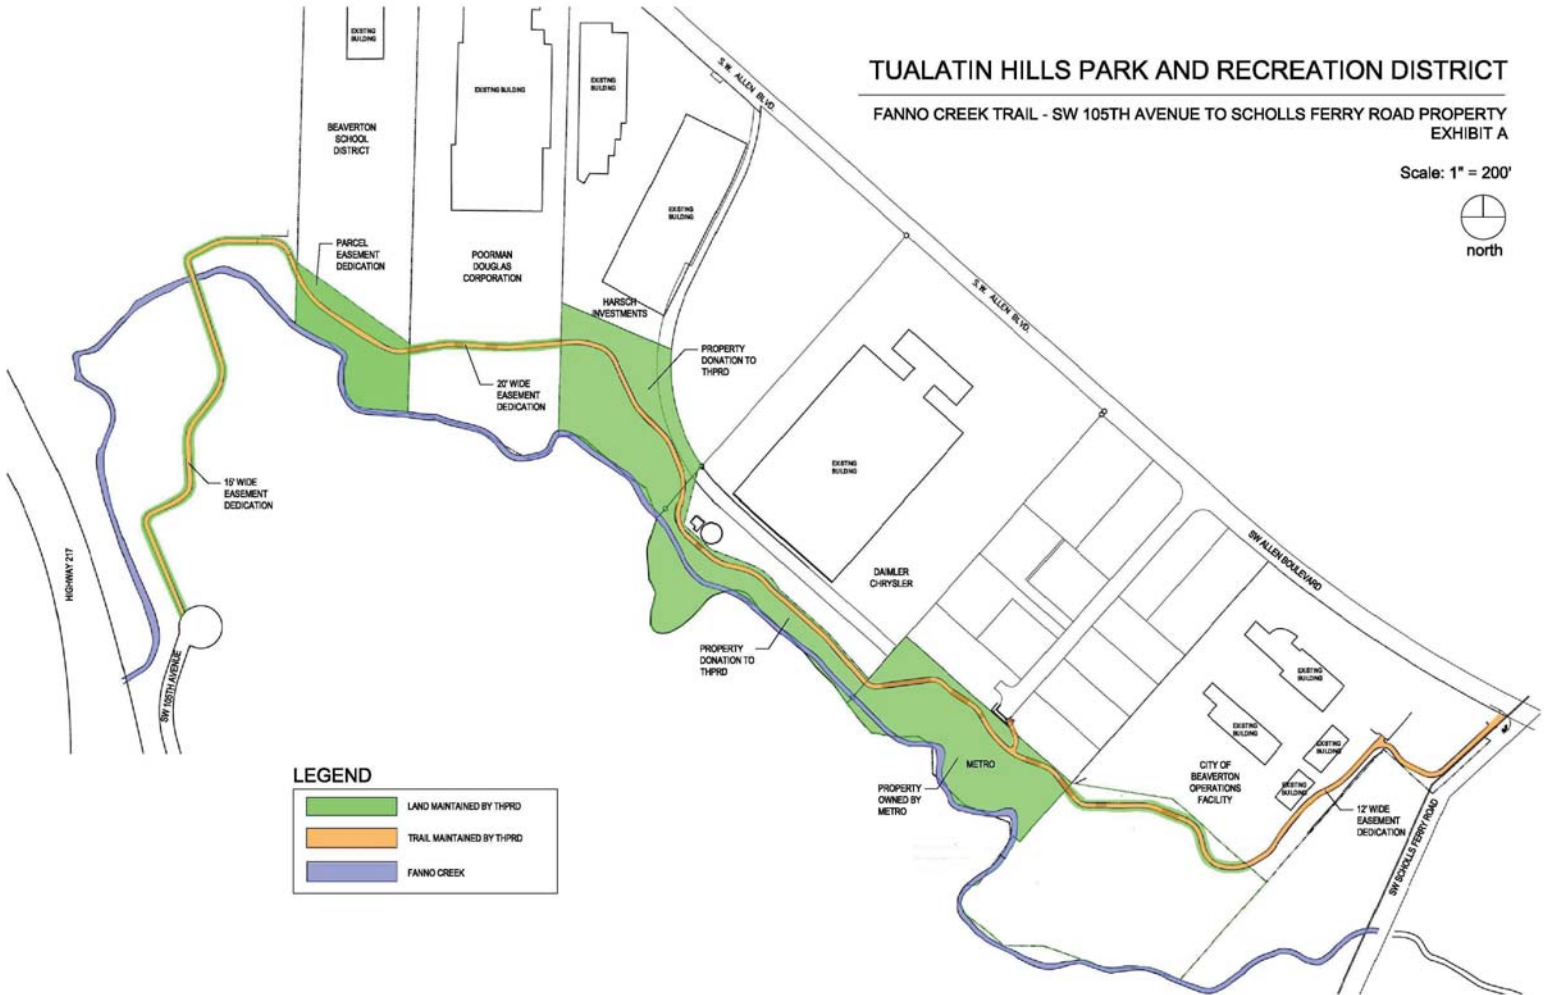 TUALATIN HILLS PARK AND RECREATION DISTRICT
FANNO CREEK TRAIL - SW 105TH AVENUE TO SCHOLLS FERRY ROAD PROPERTY
EXHIBIT A
Scale: 1" = 200'
north
EXISTING
BUILDING
EXISTING BUILDING
EXISTING
BUILDING
S.W. ALLEN BLVD.
BEAVERTON
SCHOOL
DISTRICT
EXISTING
BUILDING
PARCEL
EASEMENT
DEDICATION
POORMAN
DOUGLAS
CORPORATION
HARSCH
INVESTMENTS
S.W. ALLEN BLVD.
PROPERTY
DONATION TO
THPRD
20' WIDE
EASEMENT
DEDICATION
EXISTING
BUILDING
15' WIDE
EASEMENT
DEDICATION
HIGHWAY 217
DAIMLER
CHRYSLER
SW ALLEN BOULEVARD
SW 105TH AVENUE
PROPERTY
DONATION TO
THPRD
EXISTING
BUILDING
EXISTING
BUILDING
EXISTING
BUILDING
EXISTING
BUILDING
METRO
CITY OF
BEAVERTON
OPERATIONS
FACILITY
PROPERTY
OWNED BY
METRO
12' WIDE
EASEMENT
DEDICATION
SW SCHOLLS FERRY ROAD
LEGEND
LAND MAINTAINED BY THPRD
TRAIL MAINTAINED BY THPRD
FANNO CREEK